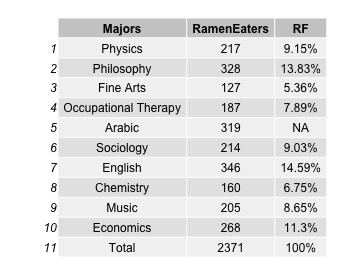 Majors RamenEaters RF
1 Physics 217 9.15%
2 Philosophy 328 13.83%
3 Fine Arts 127 5.36%
4 Occupational Therapy 187 7.89%
5 Arabic 319 NA
6 Sociology 214 9.03%
7 English 346 14.59%
8 Chemistry 160 6.75%
9 Music 205 8.65%
10 Economics 268 11.3%
11 Total 2371 100%